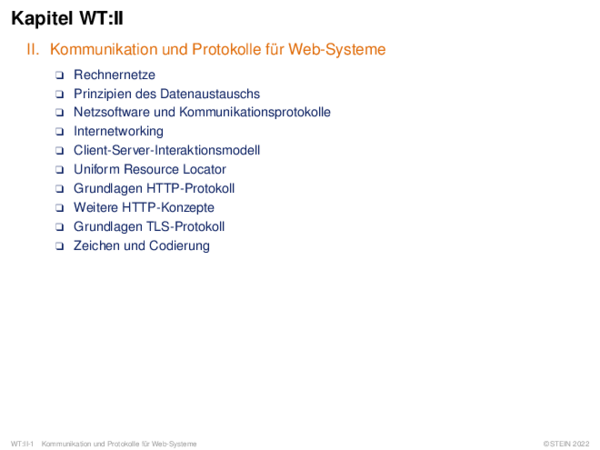 Kapitel WT:II
II. Kommunikation und Protokolle für Web-Systeme
❑ Rechnernetze
❑ Prinzipien des Datenaustauschs
❑ Netzsoftware und Kommunikationsprotokolle
❑ Internetworking
❑ Client-Server-Interaktionsmodell
❑ Uniform Resource Locator
❑ Grundlagen HTTP-Protokoll
❑ Weitere HTTP-Konzepte
❑ Grundlagen TLS-Protokoll
❑ Zeichen und Codierung
WT:II-1 Kommunikation und Protokolle für Web-Systeme ©STEIN 2022